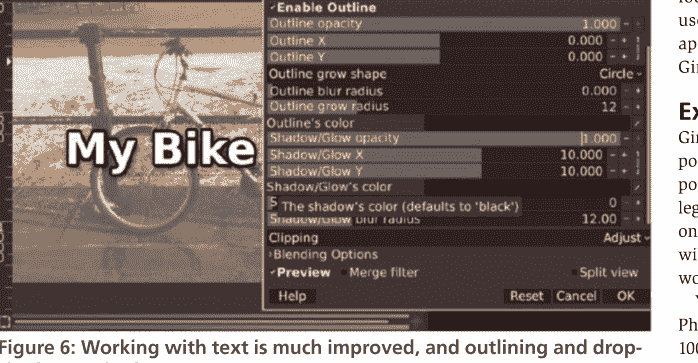 My Bike
Enable Outline
Outline opacity 1.000
Outline X 0.000
Outline Y 0.000
Outline grow shape Circle
Outline blur radius 0.000
Outline grow radius 12
Outline's color
Shadow/Glow opacity 1.000
Shadow/Glow X 10.000
Shadow/Glow Y 10.000
Shadow/Glow's color
S 0
The shadow's color (defaults to 'black')
Shadow/Glow blur radius 12.00
Clipping Adjust
Blending Options
Preview Merge filter Split view
Help Reset Cancel OK
Figure 6: Working with text is much improved, and outlining and drop-
use
ap
Gi
Ex
Gi
po
po
leg
on
wi
wo
Y
Ph
100